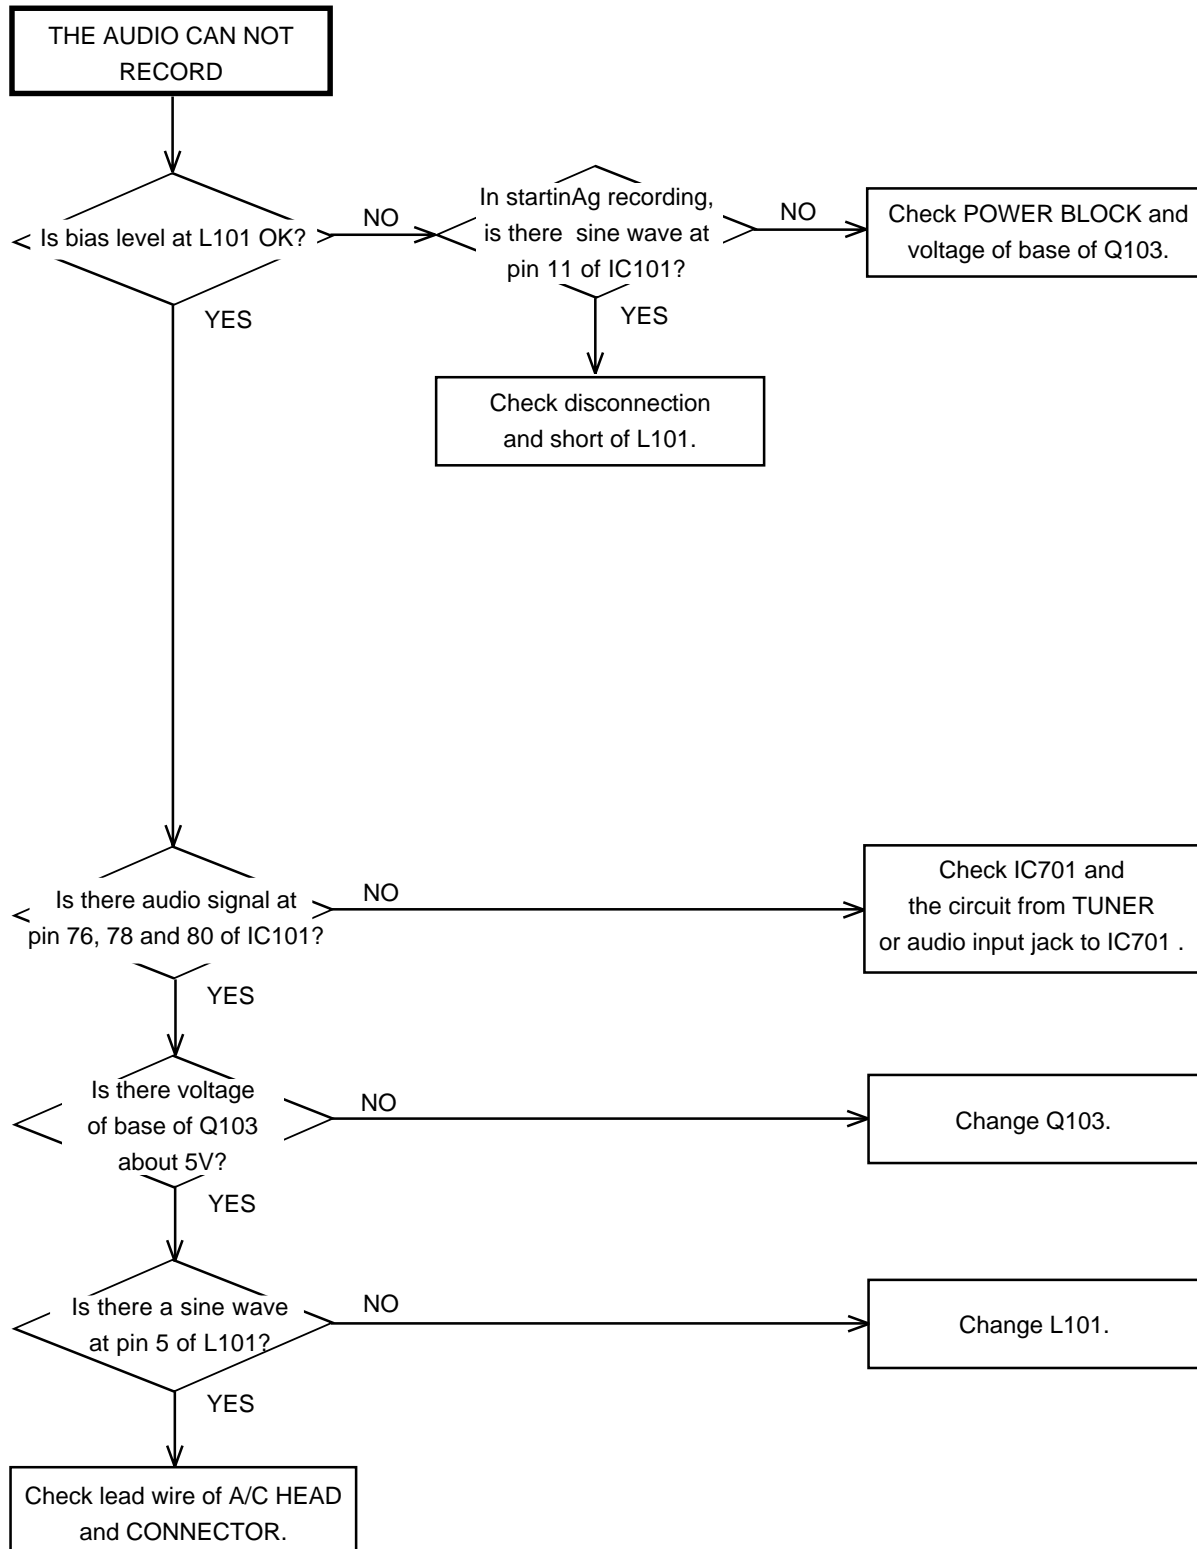 THE AUDIO CAN NOT
RECORD
Is bias level at L101 OK?
NO
In startinAg recording,
is there sine wave at
pin 11 of IC101?
NO
Check POWER BLOCK and
voltage of base of Q103.
YES
YES
Check disconnection
and short of L101.
Is there audio signal at
pin 76, 78 and 80 of IC101?
NO
Check IC701 and
the circuit from TUNER
or audio input jack to IC701 .
YES
Is there voltage
of base of Q103
about 5V?
NO
Change Q103.
YES
Is there a sine wave
at pin 5 of L101?
NO
Change L101.
YES
Check lead wire of A/C HEAD
and CONNECTOR.